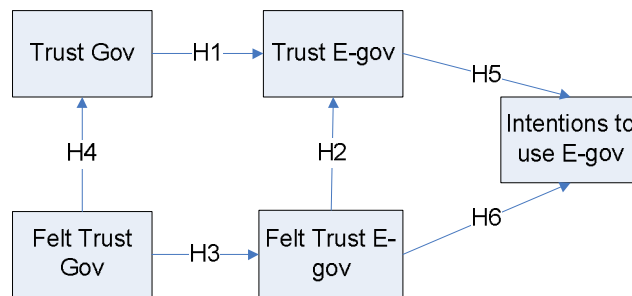 Trust Gov
H1
Trust E-gov
H5
Intentions to
use E-gov
H4
H2
H6
Felt Trust
Gov
H3
Felt Trust E-
gov